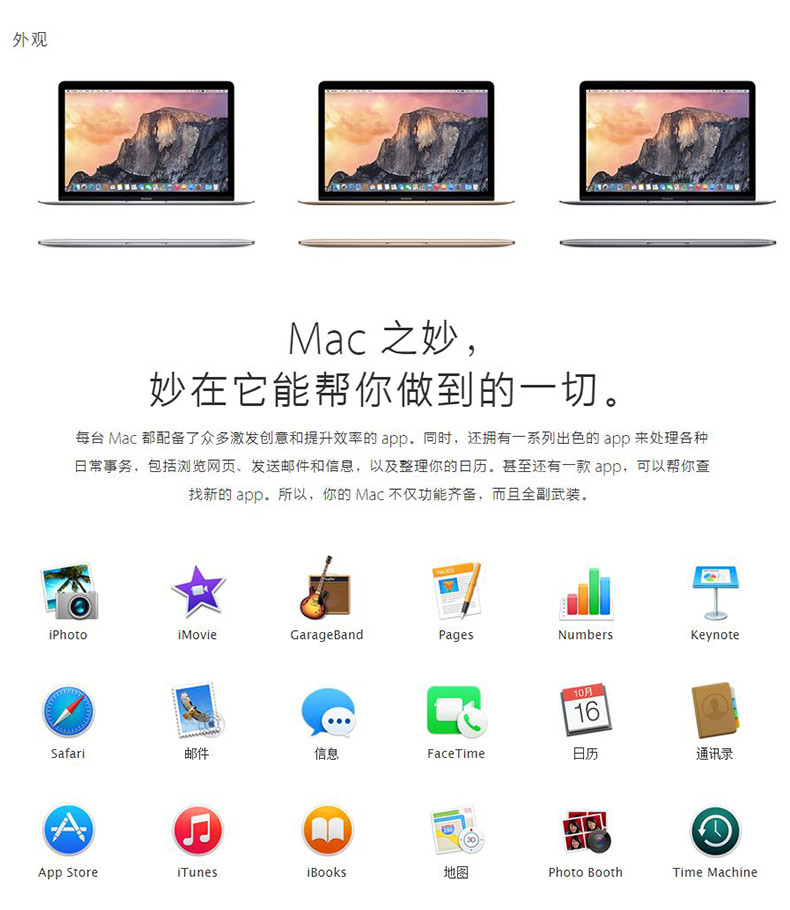 外观
Mac 之妙，
妙在它能帮你做到的一切。
每台 Mac 都配备了众多激发创意和提升效率的 app。同时，还拥有一系列出色的 app 来处理各种
日常事务，包括浏览网页、发送邮件和信息，以及整理你的日历。甚至还有一款 app，可以帮你查
找新的 app。所以，你的 Mac 不仅功能齐备，而且全副武装。
iPhoto
iMovie
GarageBand
PAGES
Pages
Numbers
Keynote
Safari
邮件
信息
FaceTime
10月
16
日历
通讯录
App Store
iTunes
iBooks
280
3D
地图
Photo Booth
Time Machine